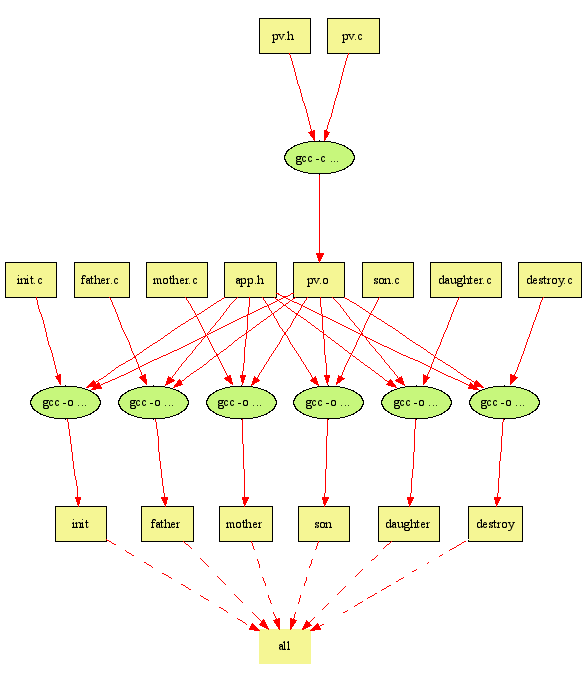 pv.h
pv.c
gcc -c ...
init.c
father.c
mother.c
app.h
pv.o
son.c
daughter.c
destroy.c
gcc -o ...
gcc -o ...
gcc -o ...
gcc -o ...
gcc -o ...
gcc -o ...
init
father
mother
son
daughter
destroy
all